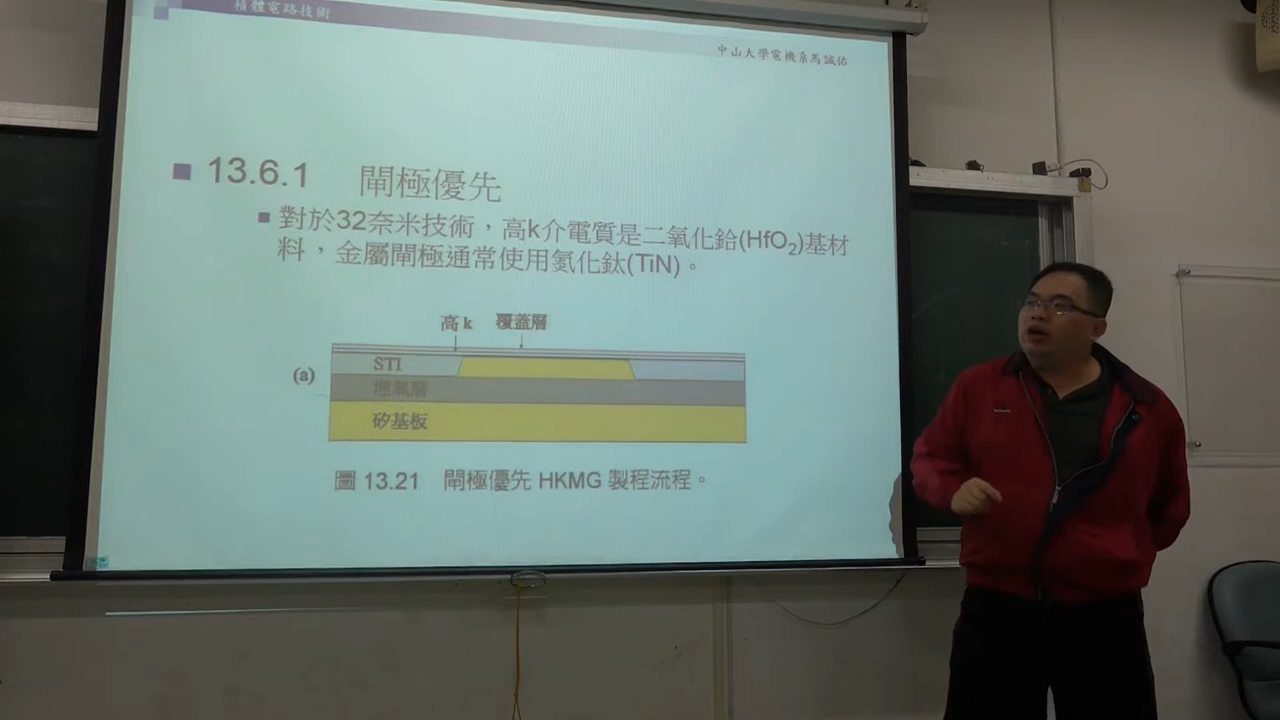 積體電路技術
中山大學電機系馬誠佑
13.6.1 閘極優先
對於32奈米技術，高k介電質是二氧化鉿(HfO₂)基材
料，金屬閘極通常使用氮化鈦(TiN)。
高 k 覆蓋層
STI
(a)
埋氧層
矽基板
圖 13.21 閘極優先 HKMG 製程流程。